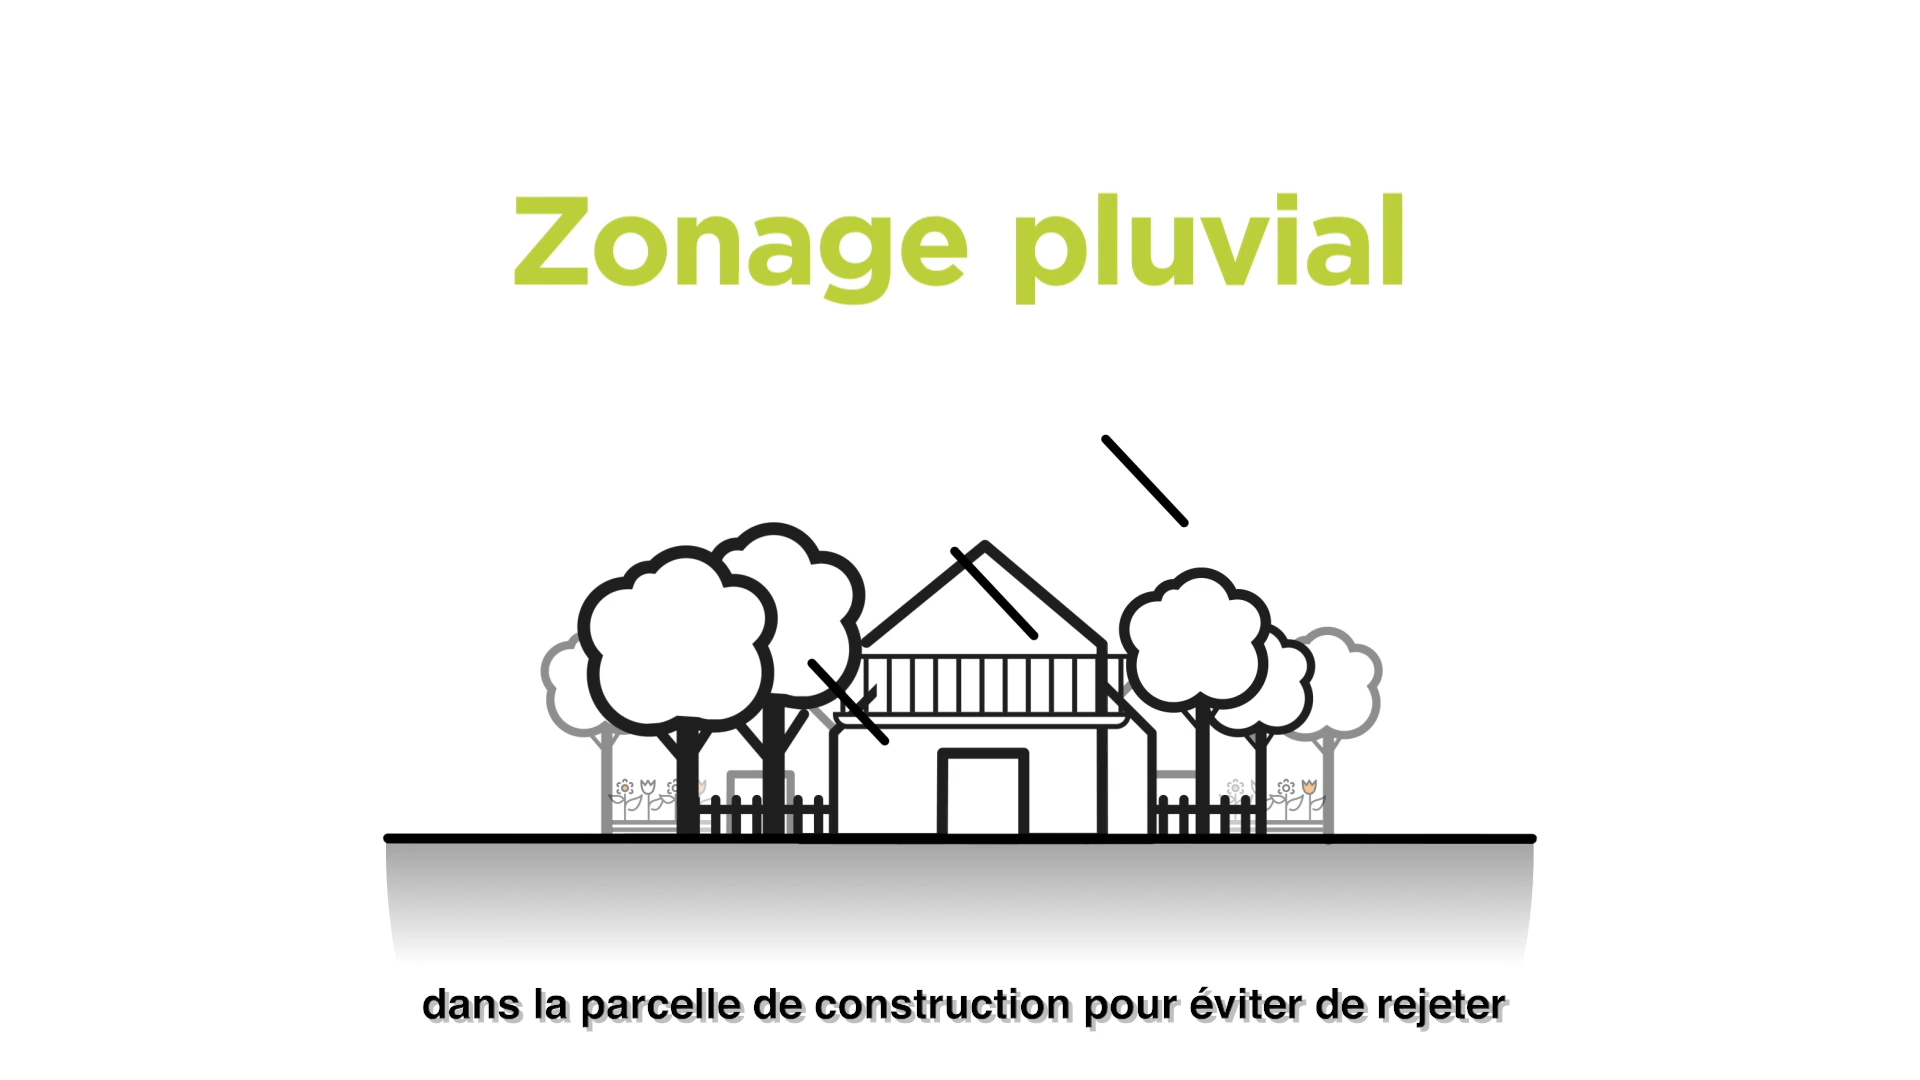 Zonage pluvial
dans la parcelle de construction pour éviter de rejeter